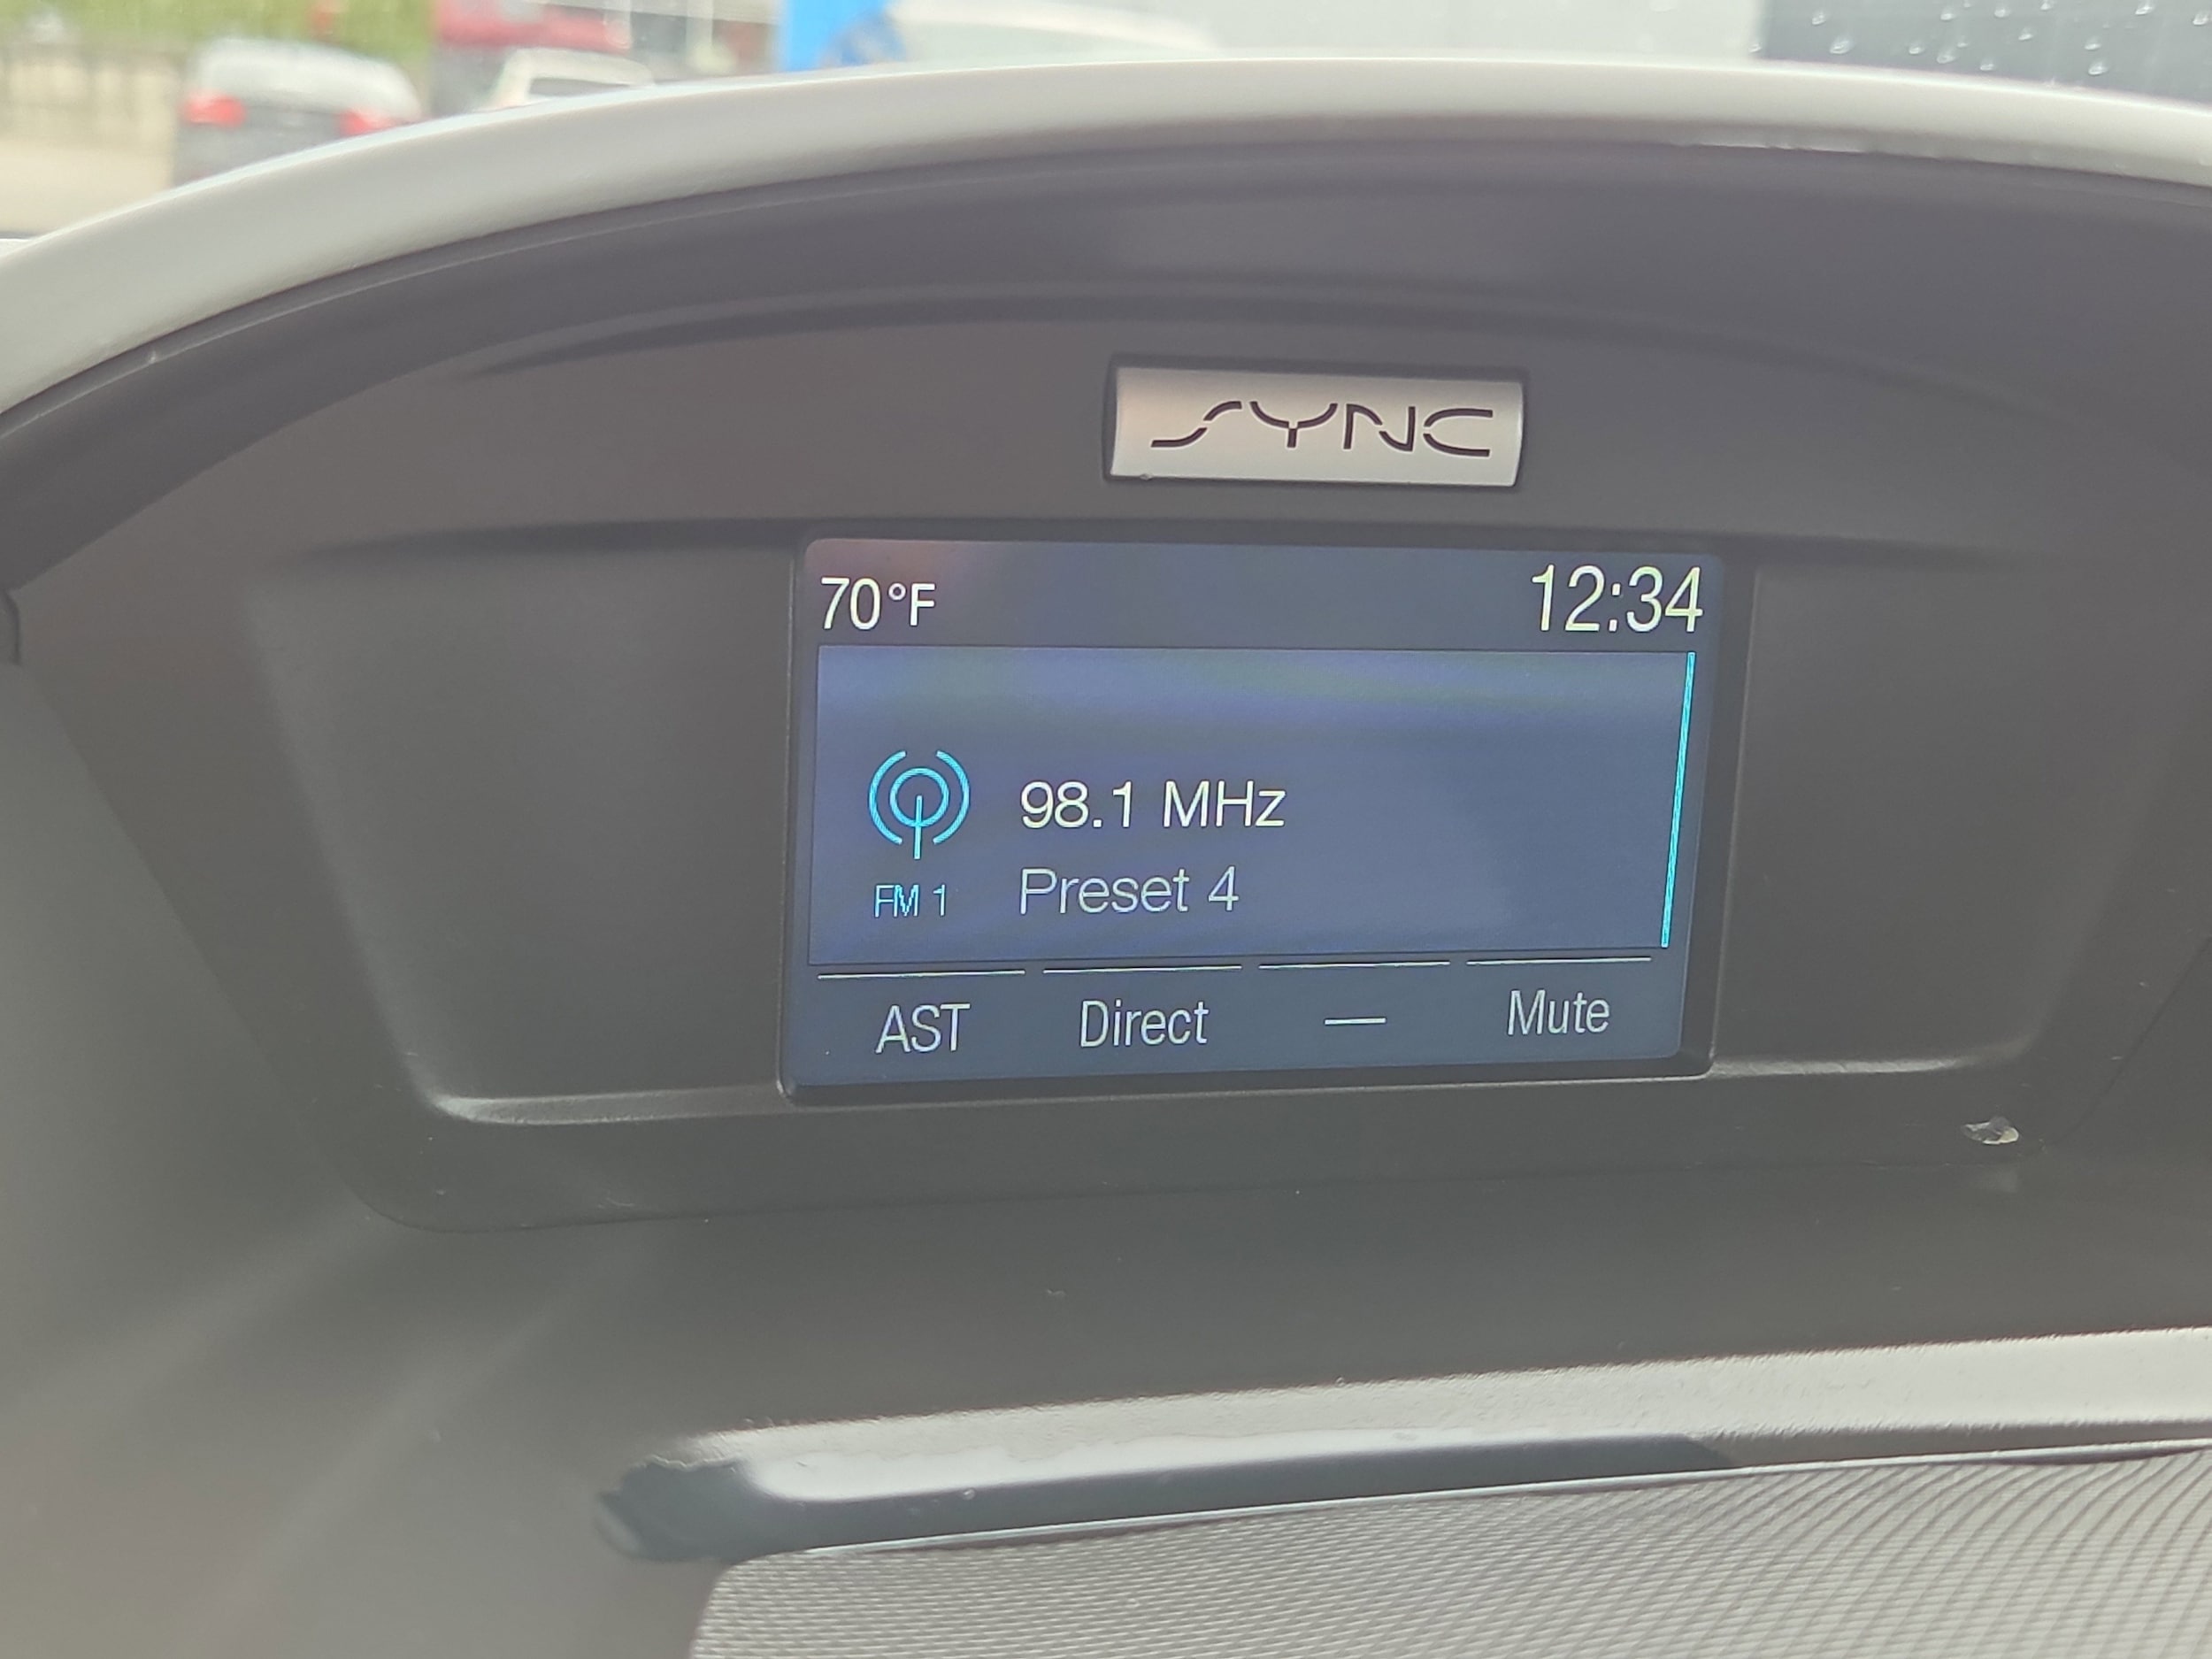 SYNC
70°F 12:34
98.1 MHz
FM 1 Preset 4
AST Direct — Mute